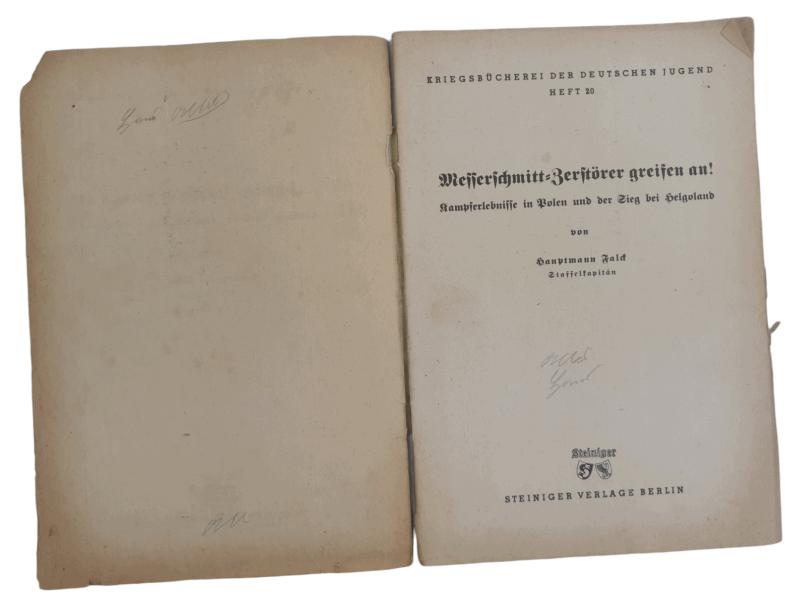 KRIEGSBÜCHEREI DER DEUTSCHEN JUGEND
HEFT 20
Messerschmitt-Zerstörer greifen an!
Kampferlebnisse in Polen und der Sieg bei Helgoland
von
Hauptmann Falck
Staffelkapitän
Steiniger
STEINIGER VERLAGE BERLIN